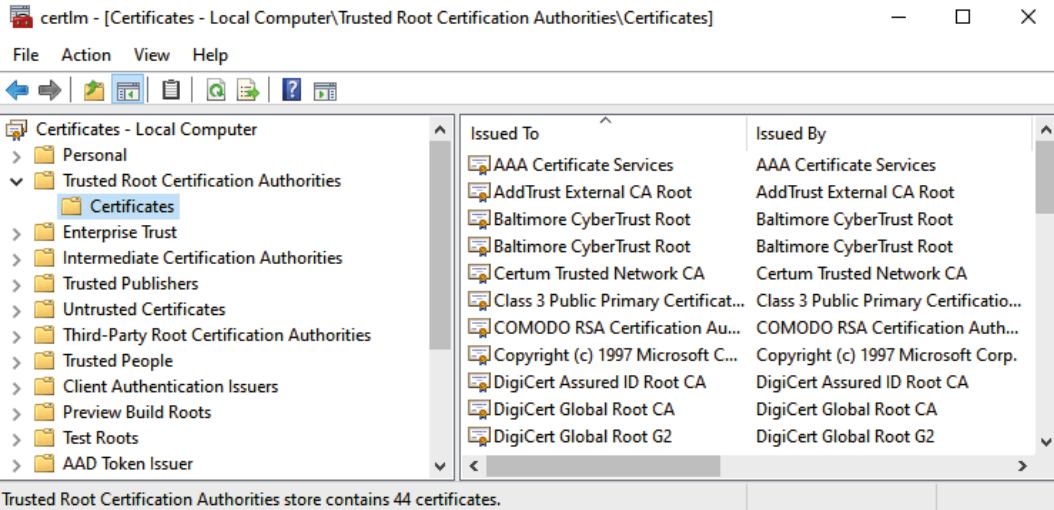 certlm - [Certificates - Local Computer\Trusted Root Certification Authorities\Certificates]
File Action View Help
Certificates - Local Computer
Personal
Trusted Root Certification Authorities
Certificates
Enterprise Trust
Intermediate Certification Authorities
Trusted Publishers
Untrusted Certificates
Third-Party Root Certification Authorities
Trusted People
Client Authentication Issuers
Preview Build Roots
Test Roots
AAD Token Issuer
Issued To Issued By
AAA Certificate Services AAA Certificate Services
AddTrust External CA Root AddTrust External CA Root
Baltimore CyberTrust Root Baltimore CyberTrust Root
Baltimore CyberTrust Root Baltimore CyberTrust Root
Certum Trusted Network CA Certum Trusted Network CA
Class 3 Public Primary Certificat... Class 3 Public Primary Certificatio...
COMODO RSA Certification Au... COMODO RSA Certification Auth...
Copyright (c) 1997 Microsoft C... Copyright (c) 1997 Microsoft Corp.
DigiCert Assured ID Root CA DigiCert Assured ID Root CA
DigiCert Global Root CA DigiCert Global Root CA
DigiCert Global Root G2 DigiCert Global Root G2
Trusted Root Certification Authorities store contains 44 certificates.